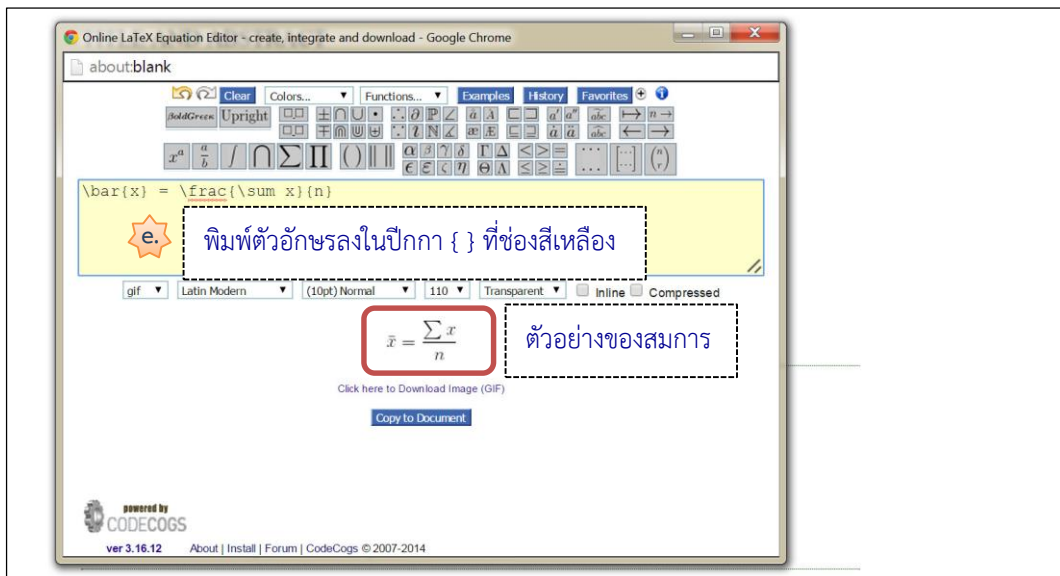 Online LaTeX Equation Editor - create, integrate and download - Google Chrome
about:blank
Clear Colors... Functions... Examples History Favorites
βoldGreεκ Upright
x^a a/b / ∩ ∑ ∏ () α β γ δ Γ Δ < > =
ϵ ε ζ η Θ Λ ≤ ≥ ≐
\bar{x} = \frac{\sum x}{n}
e. พิมพ์ตัวอักษรลงในปีกกา { } ที่ช่องสีเหลือง
gif Latin Modern (10pt) Normal 110 Transparent Inline Compressed
x̄ = ∑ x / n
ตัวอย่างของสมการ
Click here to Download Image (GIF)
Copy to Document
powered by
CODECOGS
ver 3.16.12 About | Install | Forum | CodeCogs © 2007-2014